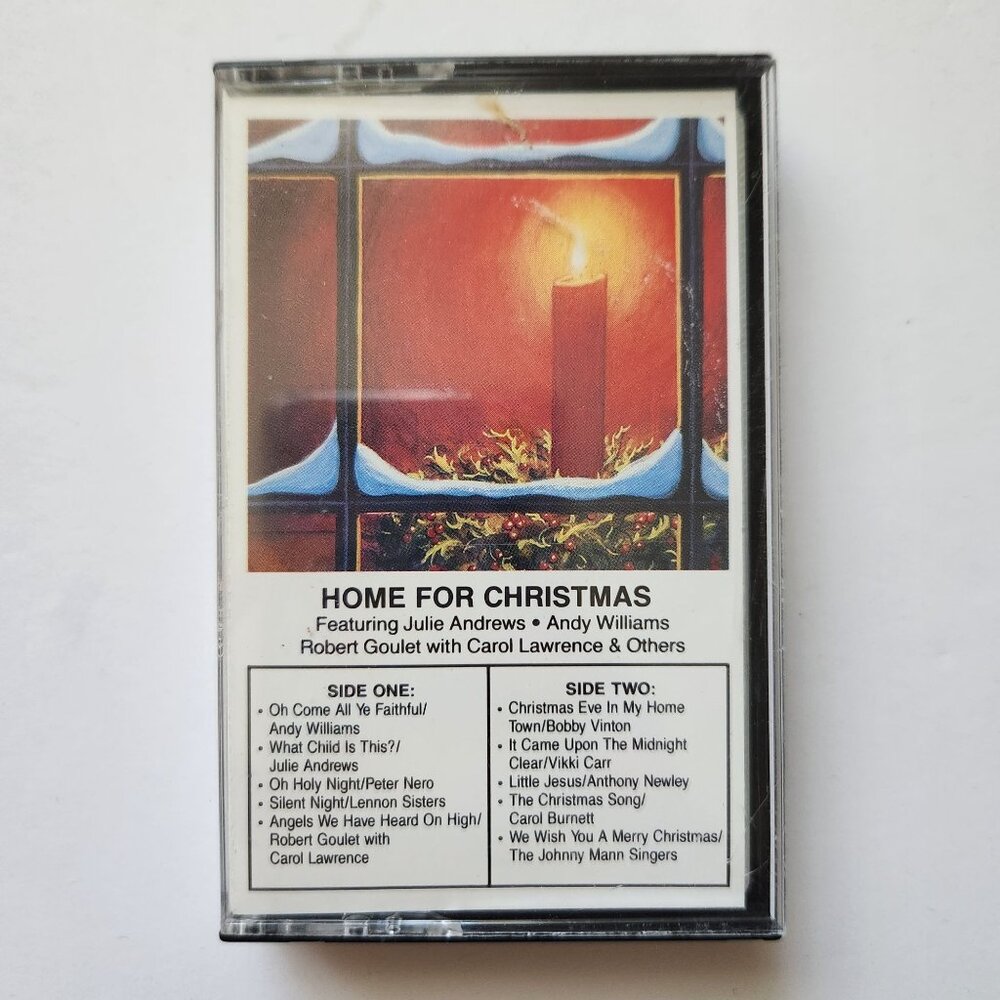 HOME FOR CHRISTMAS
Featuring Julie Andrews • Andy Williams
Robert Goulet with Carol Lawrence & Others
SIDE ONE:
• Oh Come All Ye Faithful/
Andy Williams
• What Child Is This?/
Julie Andrews
• Oh Holy Night/Peter Nero
• Silent Night/Lennon Sisters
• Angels We Have Heard On High/
Robert Goulet with
Carol Lawrence
SIDE TWO:
• Christmas Eve In My Home
Town/Bobby Vinton
• It Came Upon The Midnight
Clear/Vikki Carr
• Little Jesus/Anthony Newley
• The Christmas Song/
Carol Burnett
• We Wish You A Merry Christmas/
The Johnny Mann Singers